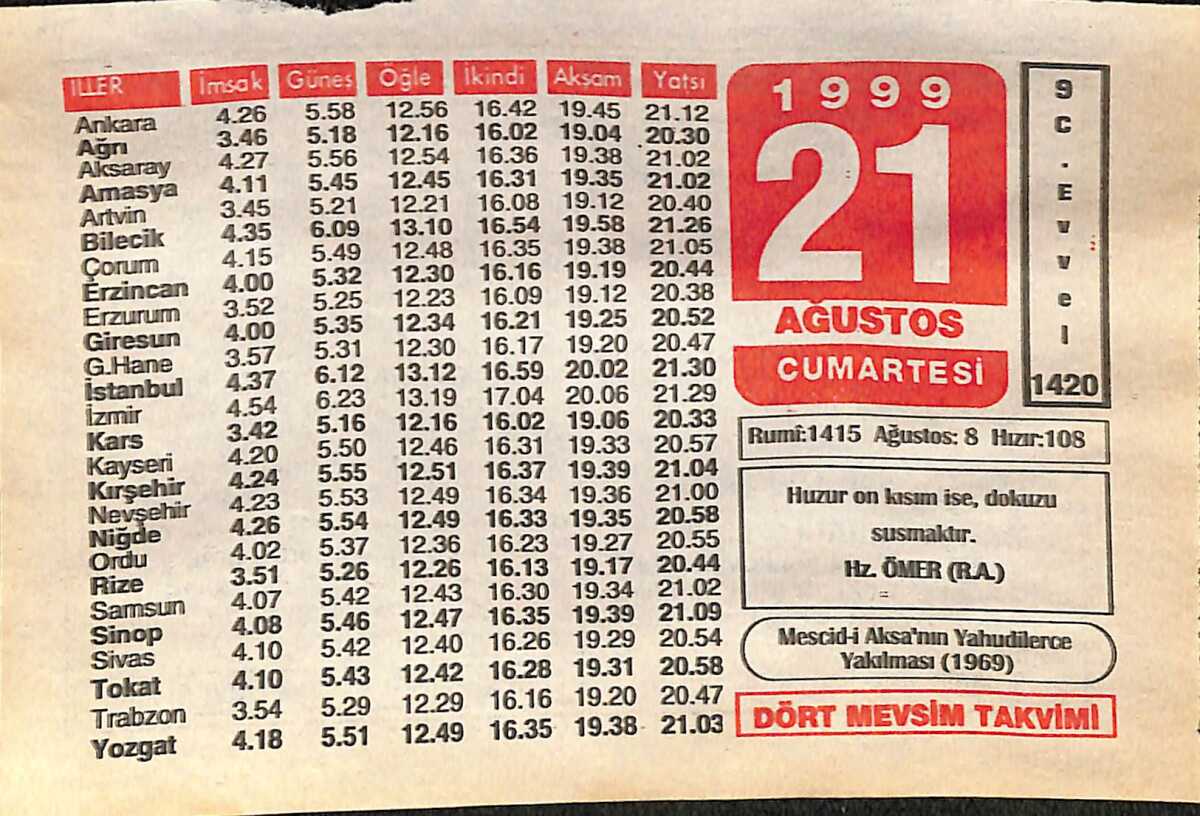 İLLER İmsak Güneş Öğle İkindi Akşam Yatsı
Ankara 4.26 5.58 12.56 16.42 19.45 21.12
Ağrı 3.46 5.18 12.16 16.02 19.04 20.30
Aksaray 4.27 5.56 12.54 16.36 19.38 21.02
Amasya 4.11 5.45 12.45 16.31 19.35 21.02
Artvin 3.45 5.21 12.21 16.08 19.12 20.40
Bilecik 4.35 6.09 13.10 16.54 19.58 21.26
Çorum 4.15 5.49 12.48 16.35 19.38 21.05
Erzincan 4.00 5.32 12.30 16.16 19.19 20.44
Erzurum 3.52 5.25 12.23 16.09 19.12 20.38
Giresun 4.00 5.35 12.34 16.21 19.25 20.52
G.Hane 3.57 5.31 12.30 16.17 19.20 20.47
İstanbul 4.37 6.12 13.12 16.59 20.02 21.30
İzmir 4.54 6.23 13.19 17.04 20.06 21.29
Kars 3.42 5.16 12.16 16.02 19.06 20.33
Kayseri 4.20 5.50 12.46 16.31 19.33 20.57
Kırşehir 4.24 5.55 12.51 16.37 19.39 21.04
Nevşehir 4.23 5.53 12.49 16.34 19.36 21.00
Niğde 4.26 5.54 12.49 16.33 19.35 20.58
Ordu 4.02 5.37 12.36 16.23 19.27 20.55
Rize 3.51 5.26 12.26 16.13 19.17 20.44
Samsun 4.07 5.42 12.43 16.30 19.34 21.02
Sinop 4.08 5.46 12.47 16.35 19.39 21.09
Sivas 4.10 5.42 12.40 16.26 19.29 20.54
Tokat 4.10 5.43 12.42 16.28 19.31 20.58
Trabzon 3.54 5.29 12.29 16.16 19.20 20.47
Yozgat 4.18 5.51 12.49 16.35 19.38 21.03
1999
21
AĞUSTOS
CUMARTESİ
9 C. Evvel 1420
Rumî:1415 Ağustos: 8 Hızır:108
Huzur on kısım ise, dokuzu
susmaktır.
Hz. ÖMER (R.A.)
Mescid-i Aksa'nın Yahudilerce
Yakılması (1969)
DÖRT MEVSİM TAKVİMİ